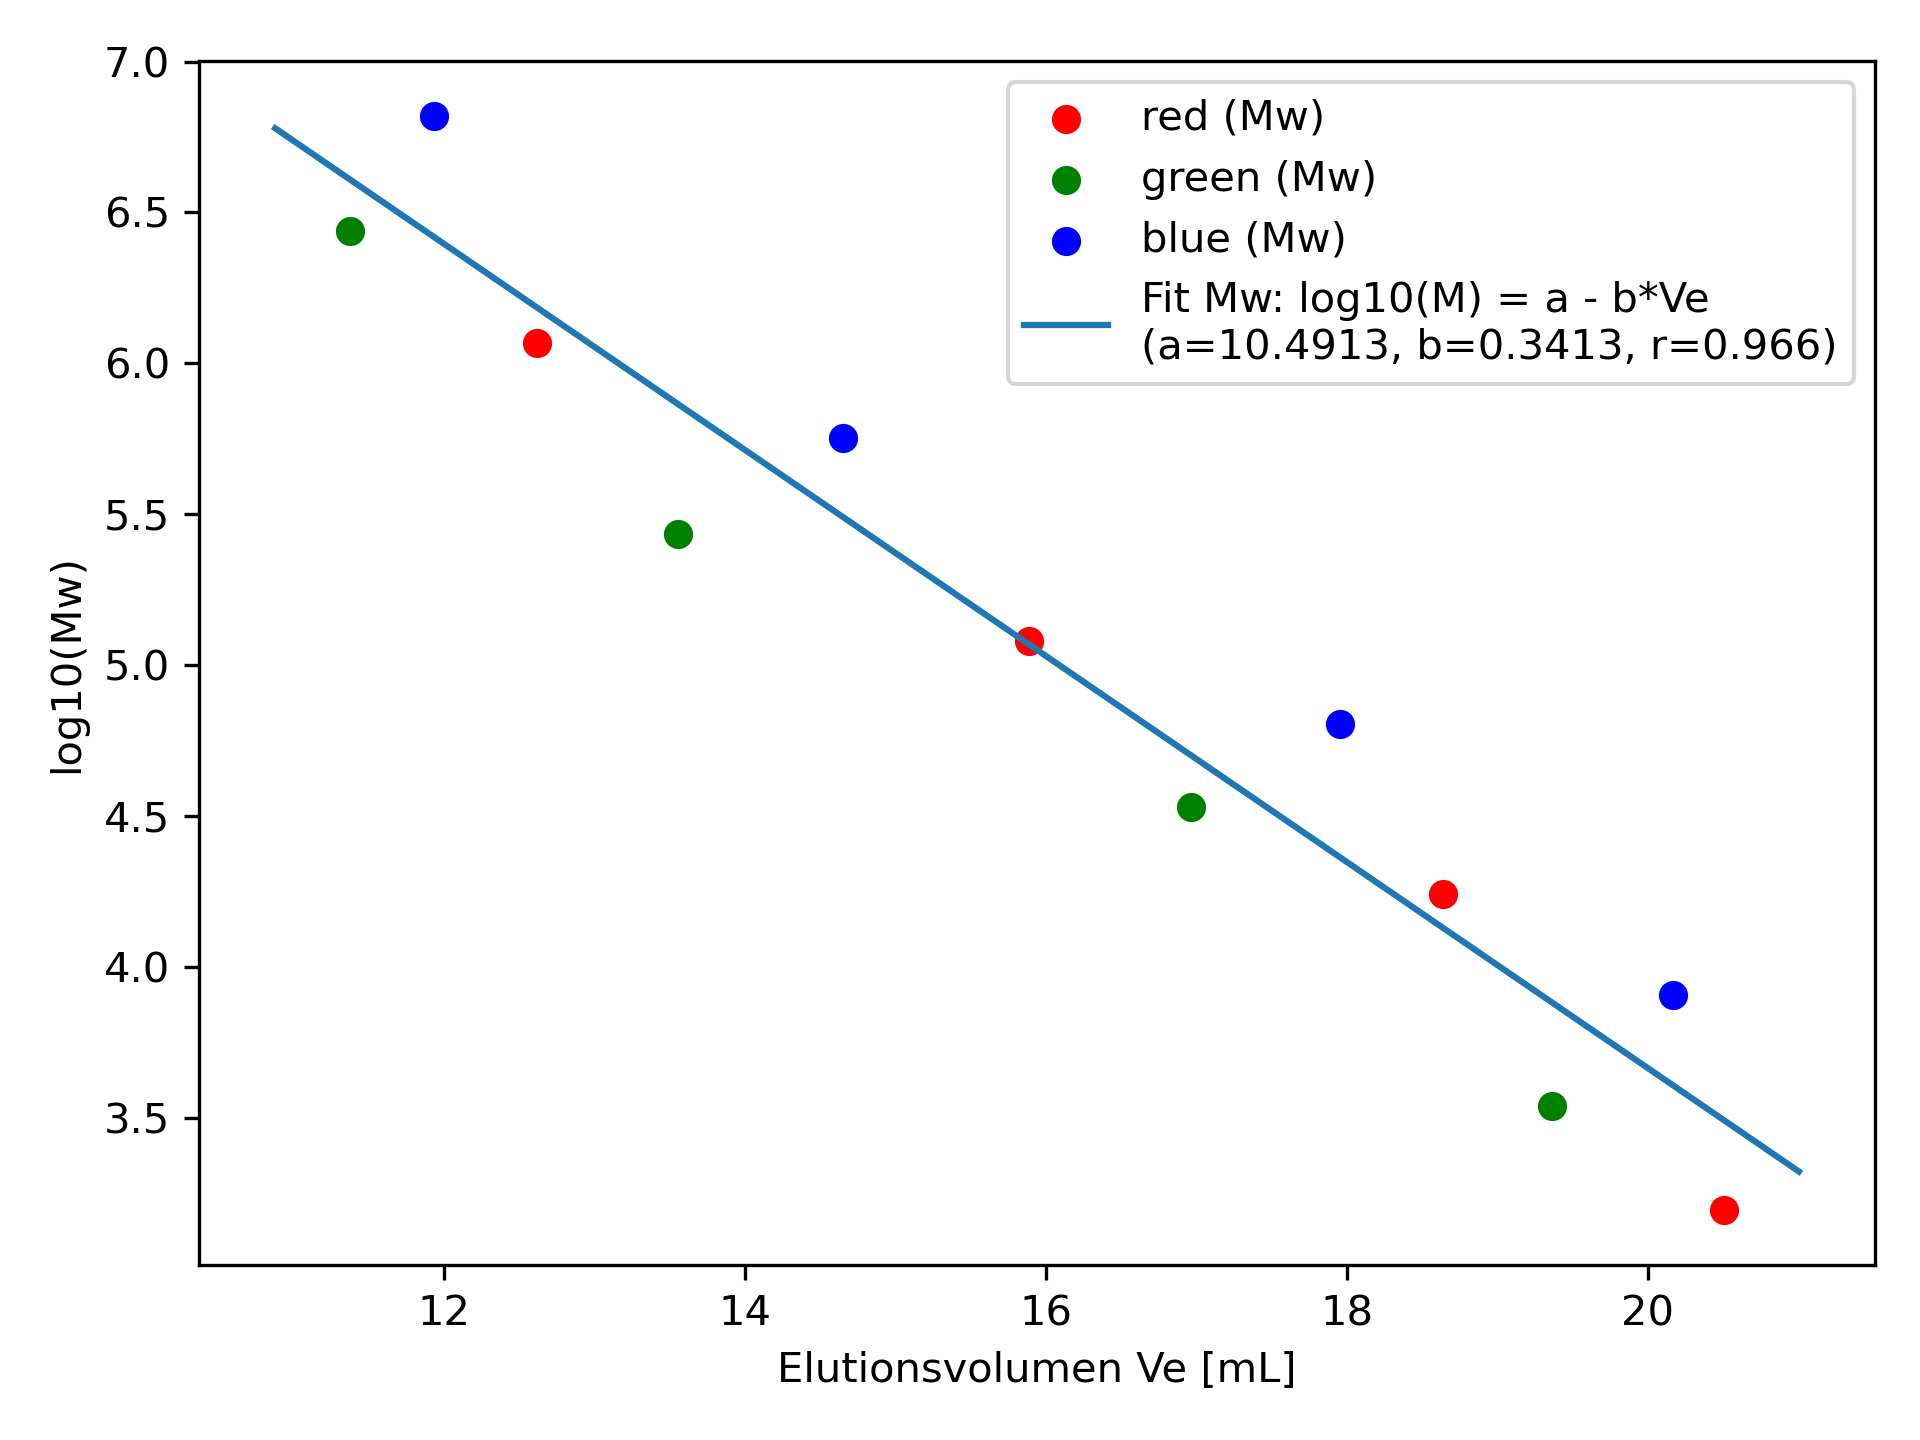 7.0
6.5
6.0
5.5
5.0
4.5
4.0
3.5
log10(Mw)
red (Mw)
green (Mw)
blue (Mw)
Fit Mw: log10(M) = a - b*Ve
(a=10.4913, b=0.3413, r=0.966)
12 14 16 18 20
Elutionsvolumen Ve [mL]